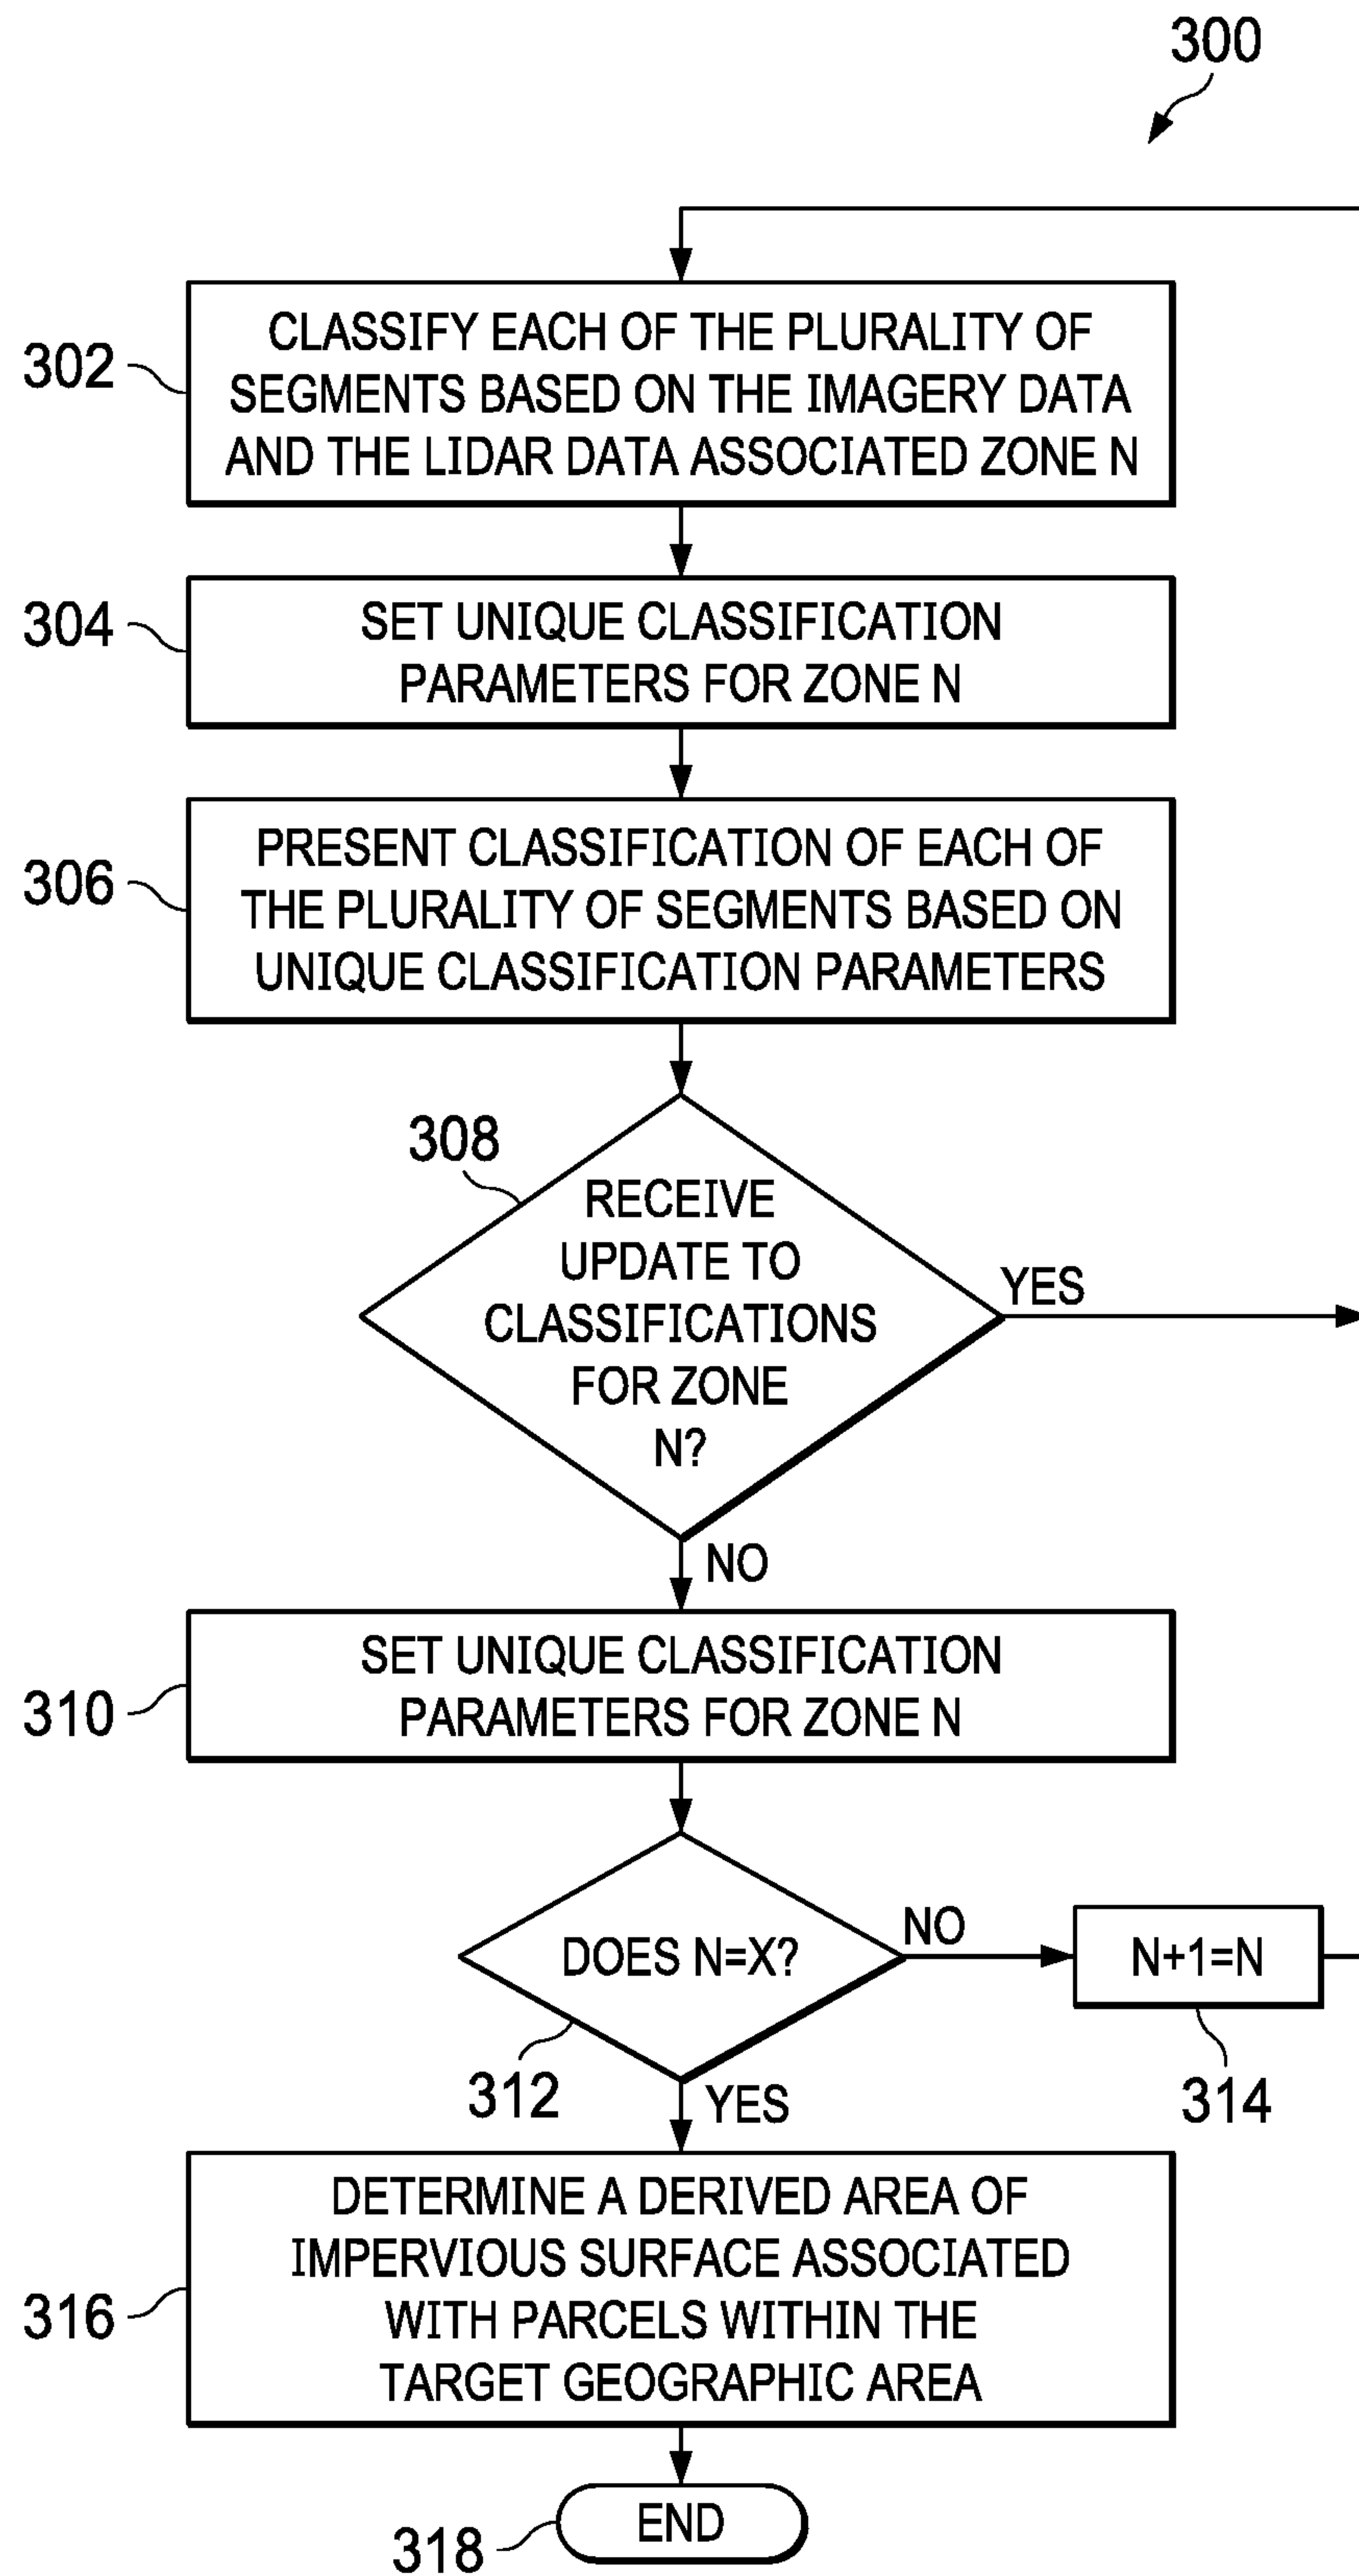 300
302
CLASSIFY EACH OF THE PLURALITY OF
SEGMENTS BASED ON THE IMAGERY DATA
AND THE LIDAR DATA ASSOCIATED ZONE N
304
SET UNIQUE CLASSIFICATION
PARAMETERS FOR ZONE N
306
PRESENT CLASSIFICATION OF EACH OF
THE PLURALITY OF SEGMENTS BASED ON
UNIQUE CLASSIFICATION PARAMETERS
308
RECEIVE
UPDATE TO
CLASSIFICATIONS
FOR ZONE
N?
YES
NO
310
SET UNIQUE CLASSIFICATION
PARAMETERS FOR ZONE N
312
DOES N=X?
NO
N+1=N
314
YES
316
DETERMINE A DERIVED AREA OF
IMPERVIOUS SURFACE ASSOCIATED
WITH PARCELS WITHIN THE
TARGET GEOGRAPHIC AREA
318
END